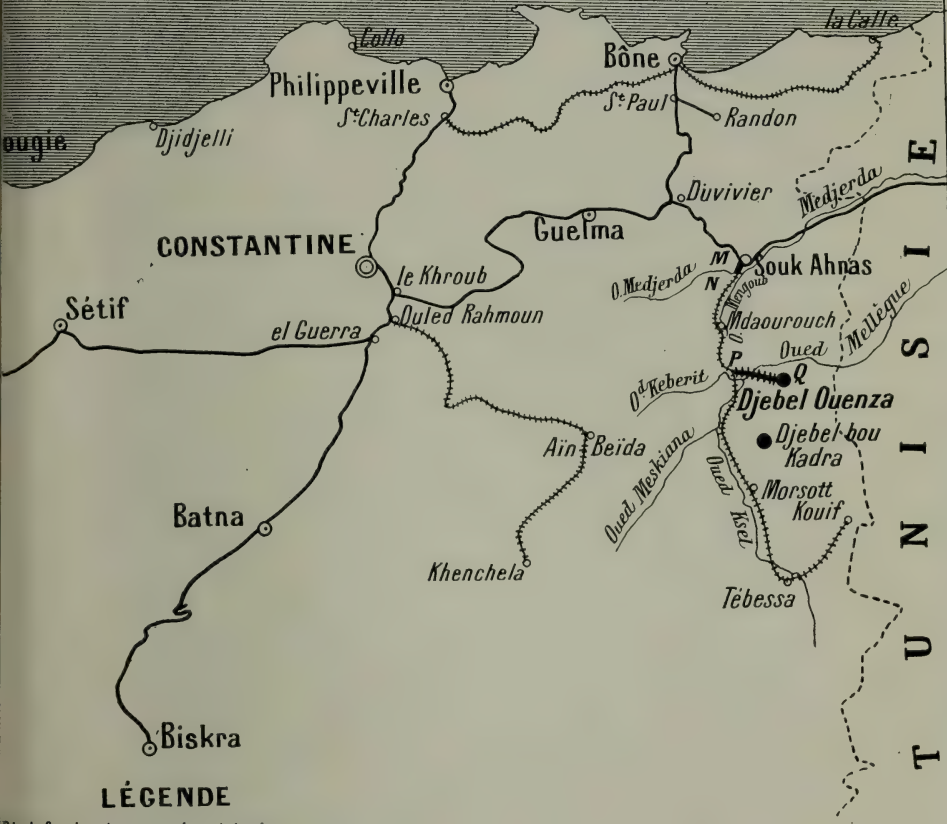 la Calle
Collo
Bône
Philippeville
St Paul
St Charles
Randon
ougie
Djidjelli
TUNISIE
Medjerda
Duvivier
Guelma
CONSTANTINE
M
Souk Ahras
O. Medjerda
N
le Khroub
O. Mengoub
Sétif
Ouled Rahmoun
Mdaourouch
el Guerra
Oued Mellègue
P
Q
Od Keberit
Djebel Ouenza
Djebel bou
Kadra
Aïn Beïda
Oued Meskiana
Oued Ksel
Morsott
Kouif
Batna
Khenchela
Tébessa
Biskra
LÉGENDE